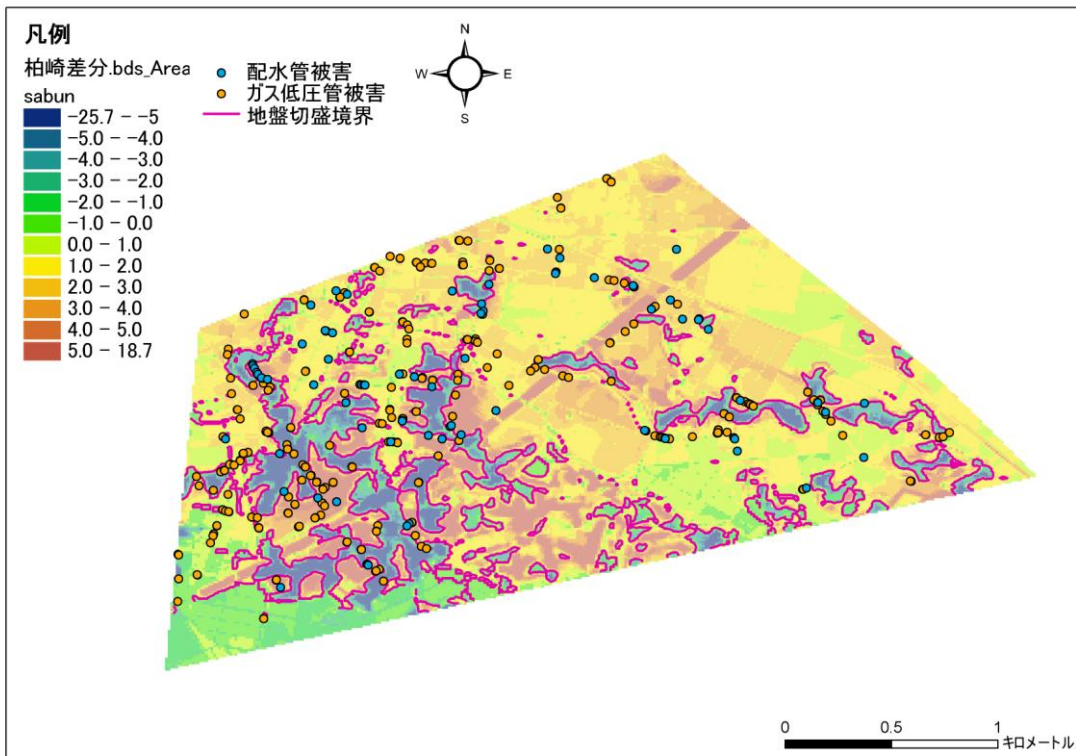 凡例
柏崎差分.bds_Area
sabun
-25.7 - -5
-5.0 - -4.0
-4.0 - -3.0
-3.0 - -2.0
-2.0 - -1.0
-1.0 - 0.0
0.0 - 1.0
1.0 - 2.0
2.0 - 3.0
3.0 - 4.0
4.0 - 5.0
5.0 - 18.7
配水管被害
ガス低圧管被害
地盤切盛境界
N
W E
S
0 0.5 1
キロメートル